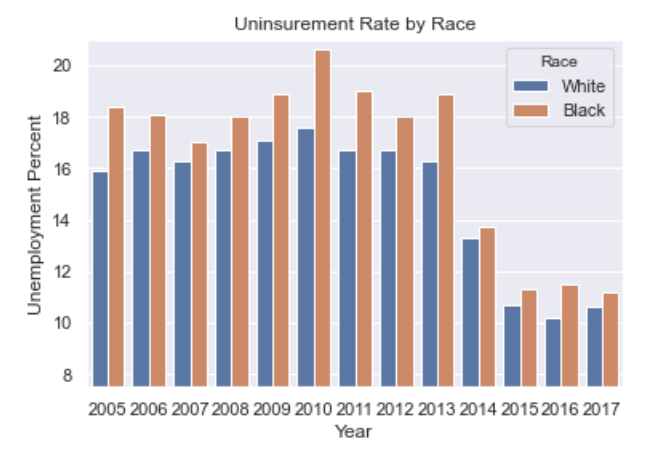 Uninsurement Rate by Race
Race
White
Black
Unemployment Percent
20
18
16
14
12
10
8
2005 2006 2007 2008 2009 2010 2011 2012 2013 2014 2015 2016 2017
Year